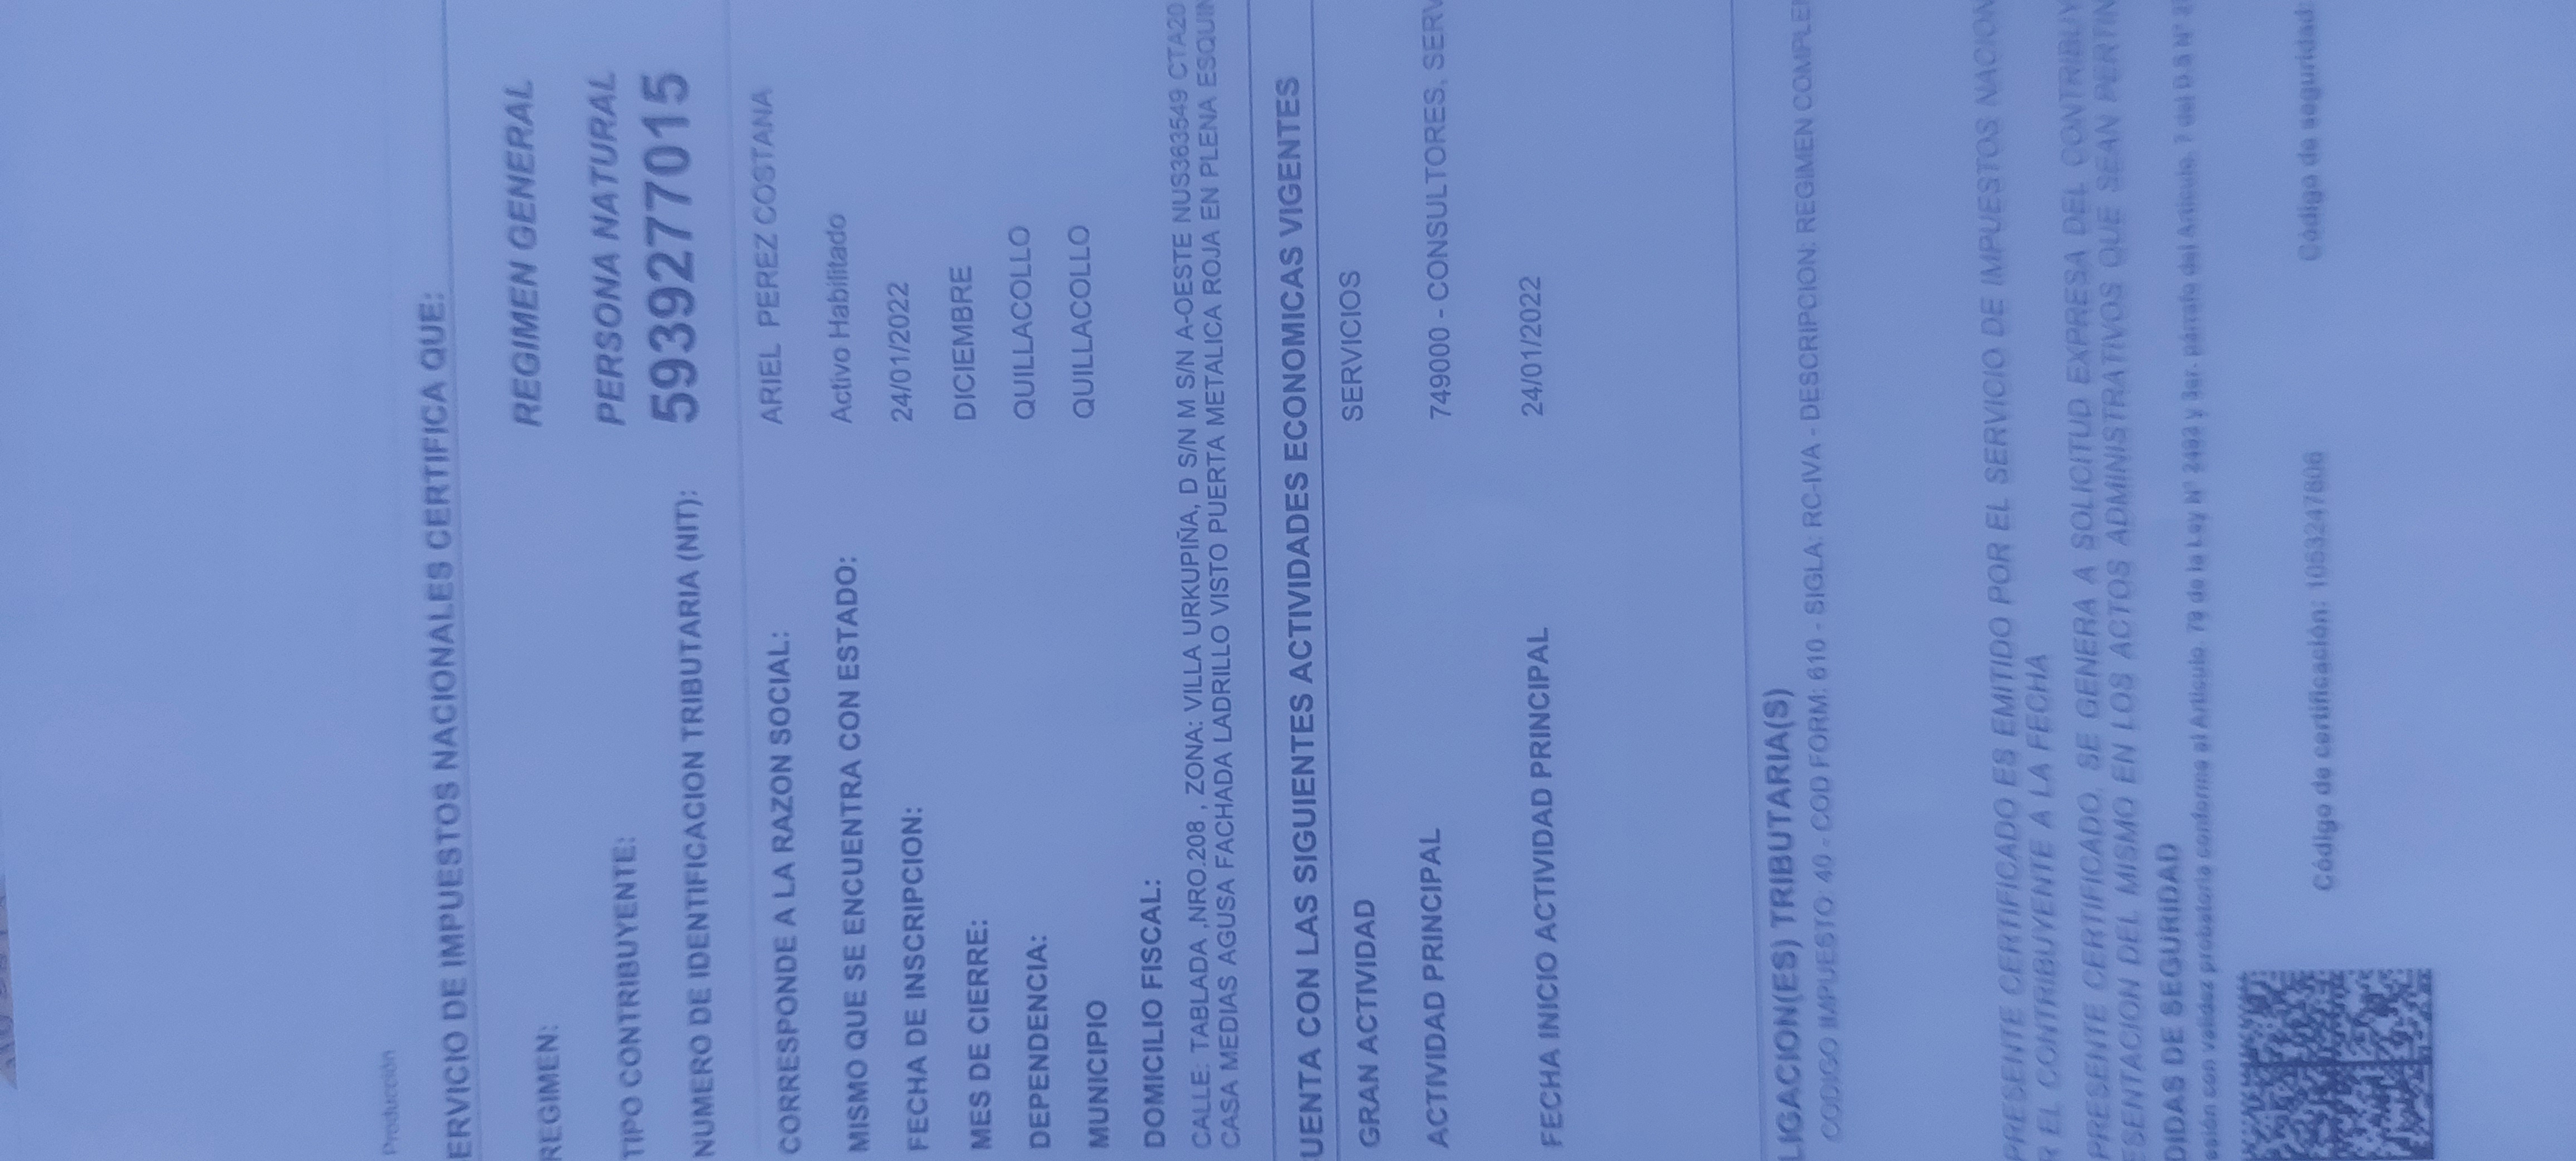 Producción
ERVICIO DE IMPUESTOS NACIONALES CERTIFICA QUE:
REGIMEN: REGIMEN GENERAL
TIPO CONTRIBUYENTE: PERSONA NATURAL
NUMERO DE IDENTIFICACION TRIBUTARIA (NIT): 5939277015
CORRESPONDE A LA RAZON SOCIAL: ARIEL PEREZ COSTANA
MISMO QUE SE ENCUENTRA CON ESTADO: Activo Habilitado
FECHA DE INSCRIPCION: 24/01/2022
MES DE CIERRE: DICIEMBRE
DEPENDENCIA: QUILLACOLLO
MUNICIPIO QUILLACOLLO
DOMICILIO FISCAL:
CALLE: TABLADA ,NRO.208 , ZONA: VILLA URKUPIÑA, D S/N M S/N A-OESTE NUS363549 CTA20
CASA MEDIAS AGUSA FACHADA LADRILLO VISTO PUERTA METALICA ROJA EN PLENA ESQUIN
UENTA CON LAS SIGUIENTES ACTIVIDADES ECONOMICAS VIGENTES
GRAN ACTIVIDAD SERVICIOS
ACTIVIDAD PRINCIPAL 749000 - CONSULTORES, SERV
FECHA INICIO ACTIVIDAD PRINCIPAL 24/01/2022
LIGACION(ES) TRIBUTARIA(S)
CODIGO IMPUESTO: 40 - COD FORM: 610 - SIGLA: RC-IVA - DESCRIPCION: REGIMEN COMPLE
PRESENTE CERTIFICADO ES EMITIDO POR EL SERVICIO DE IMPUESTOS NACION
R EL CONTRIBUYENTE A LA FECHA
PRESENTE CERTIFICADO, SE GENERA A SOLICITUD EXPRESA DEL CONTRIBUY
ESENTACION DEL MISMO EN LOS ACTOS ADMINISTRATIVOS QUE SEAN PERTIN
DIDAS DE SEGURIDAD
esión con validez probatoria conforme al Artículo. 79 de la Ley N° 2492 y 3er. párrafo del Artículo. 7 del D.S N°
Código de certificación: 1053247806 Código de seguridad: